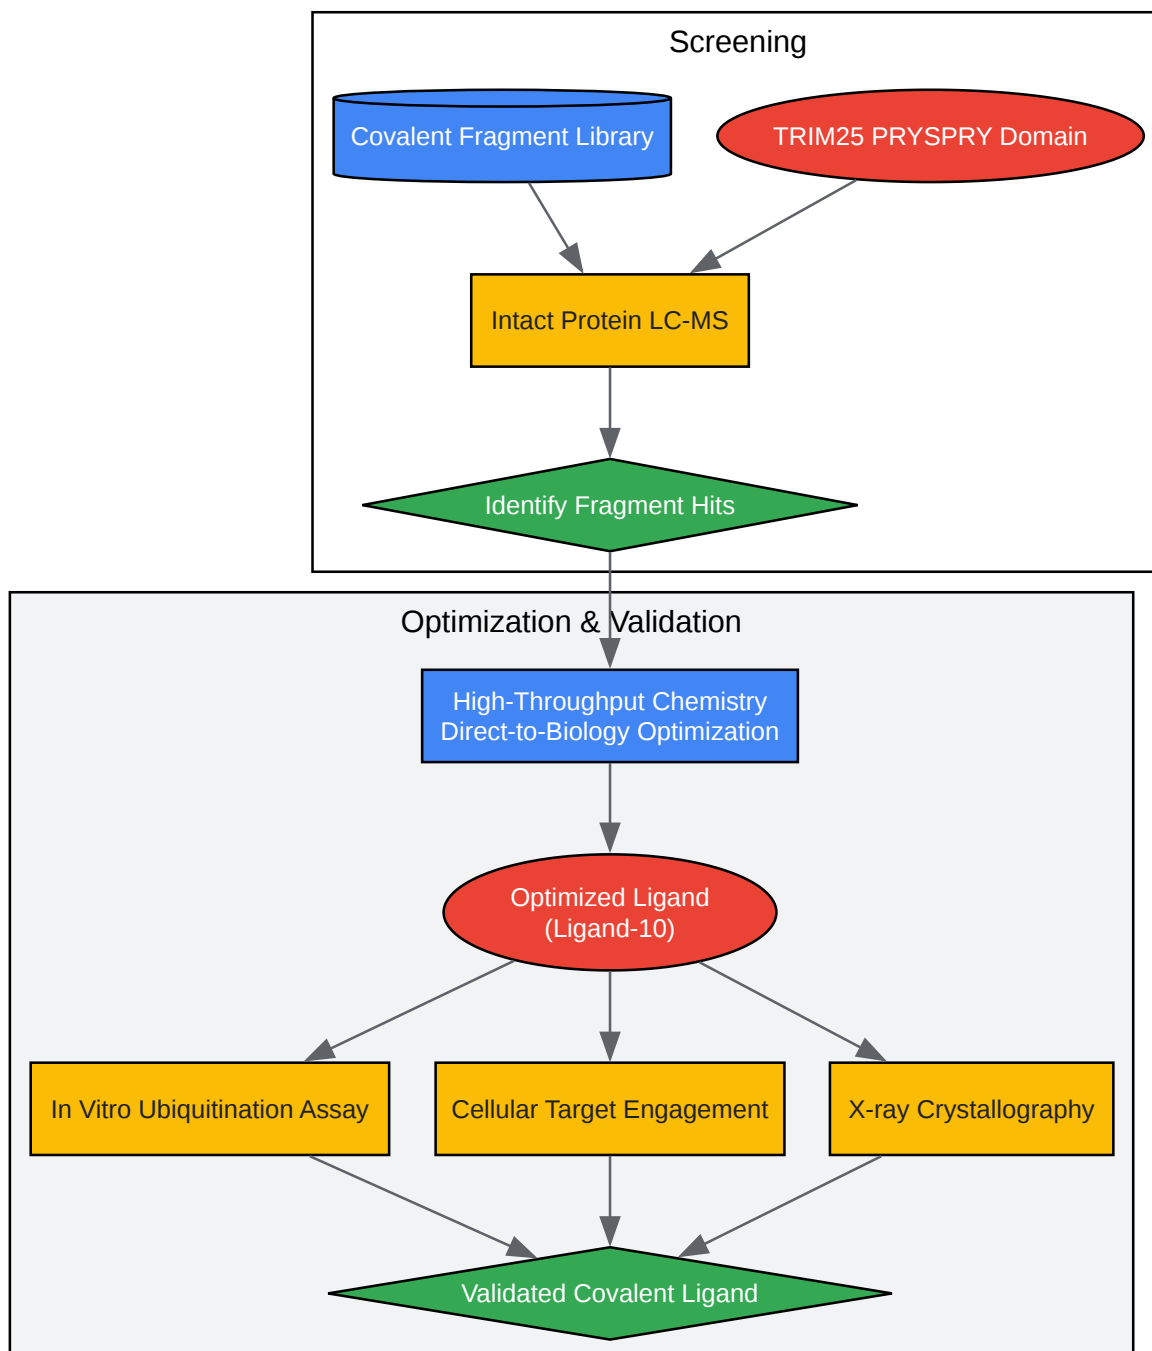 Screening
Covalent Fragment Library
TRIM25 PRYSPRY Domain
Intact Protein LC-MS
Identify Fragment Hits
Optimization & Validation
High-Throughput Chemistry
Direct-to-Biology Optimization
Optimized Ligand
(Ligand-10)
In Vitro Ubiquitination Assay
Cellular Target Engagement
X-ray Crystallography
Validated Covalent Ligand